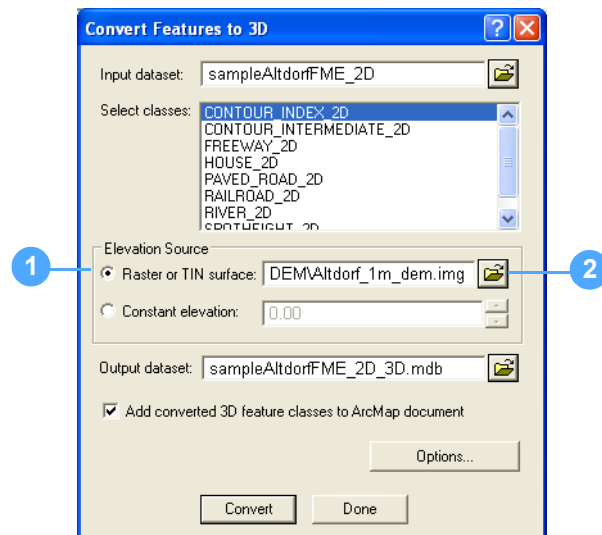 Convert Features to 3D
Input dataset: sampleAltdorfFME_2D
Select classes: CONTOUR_INDEX_2D
CONTOUR_INTERMEDIATE_2D
FREEWAY_2D
HOUSE_2D
PAVED_ROAD_2D
RAILROAD_2D
RIVER_2D
SPOTHEIGHT_2D
Elevation Source
1 Raster or TIN surface: DEM\Altdorf_1m_dem.img 2
Constant elevation: 0.00
Output dataset: sampleAltdorfFME_2D_3D.mdb
Add converted 3D feature classes to ArcMap document
Options...
Convert Done